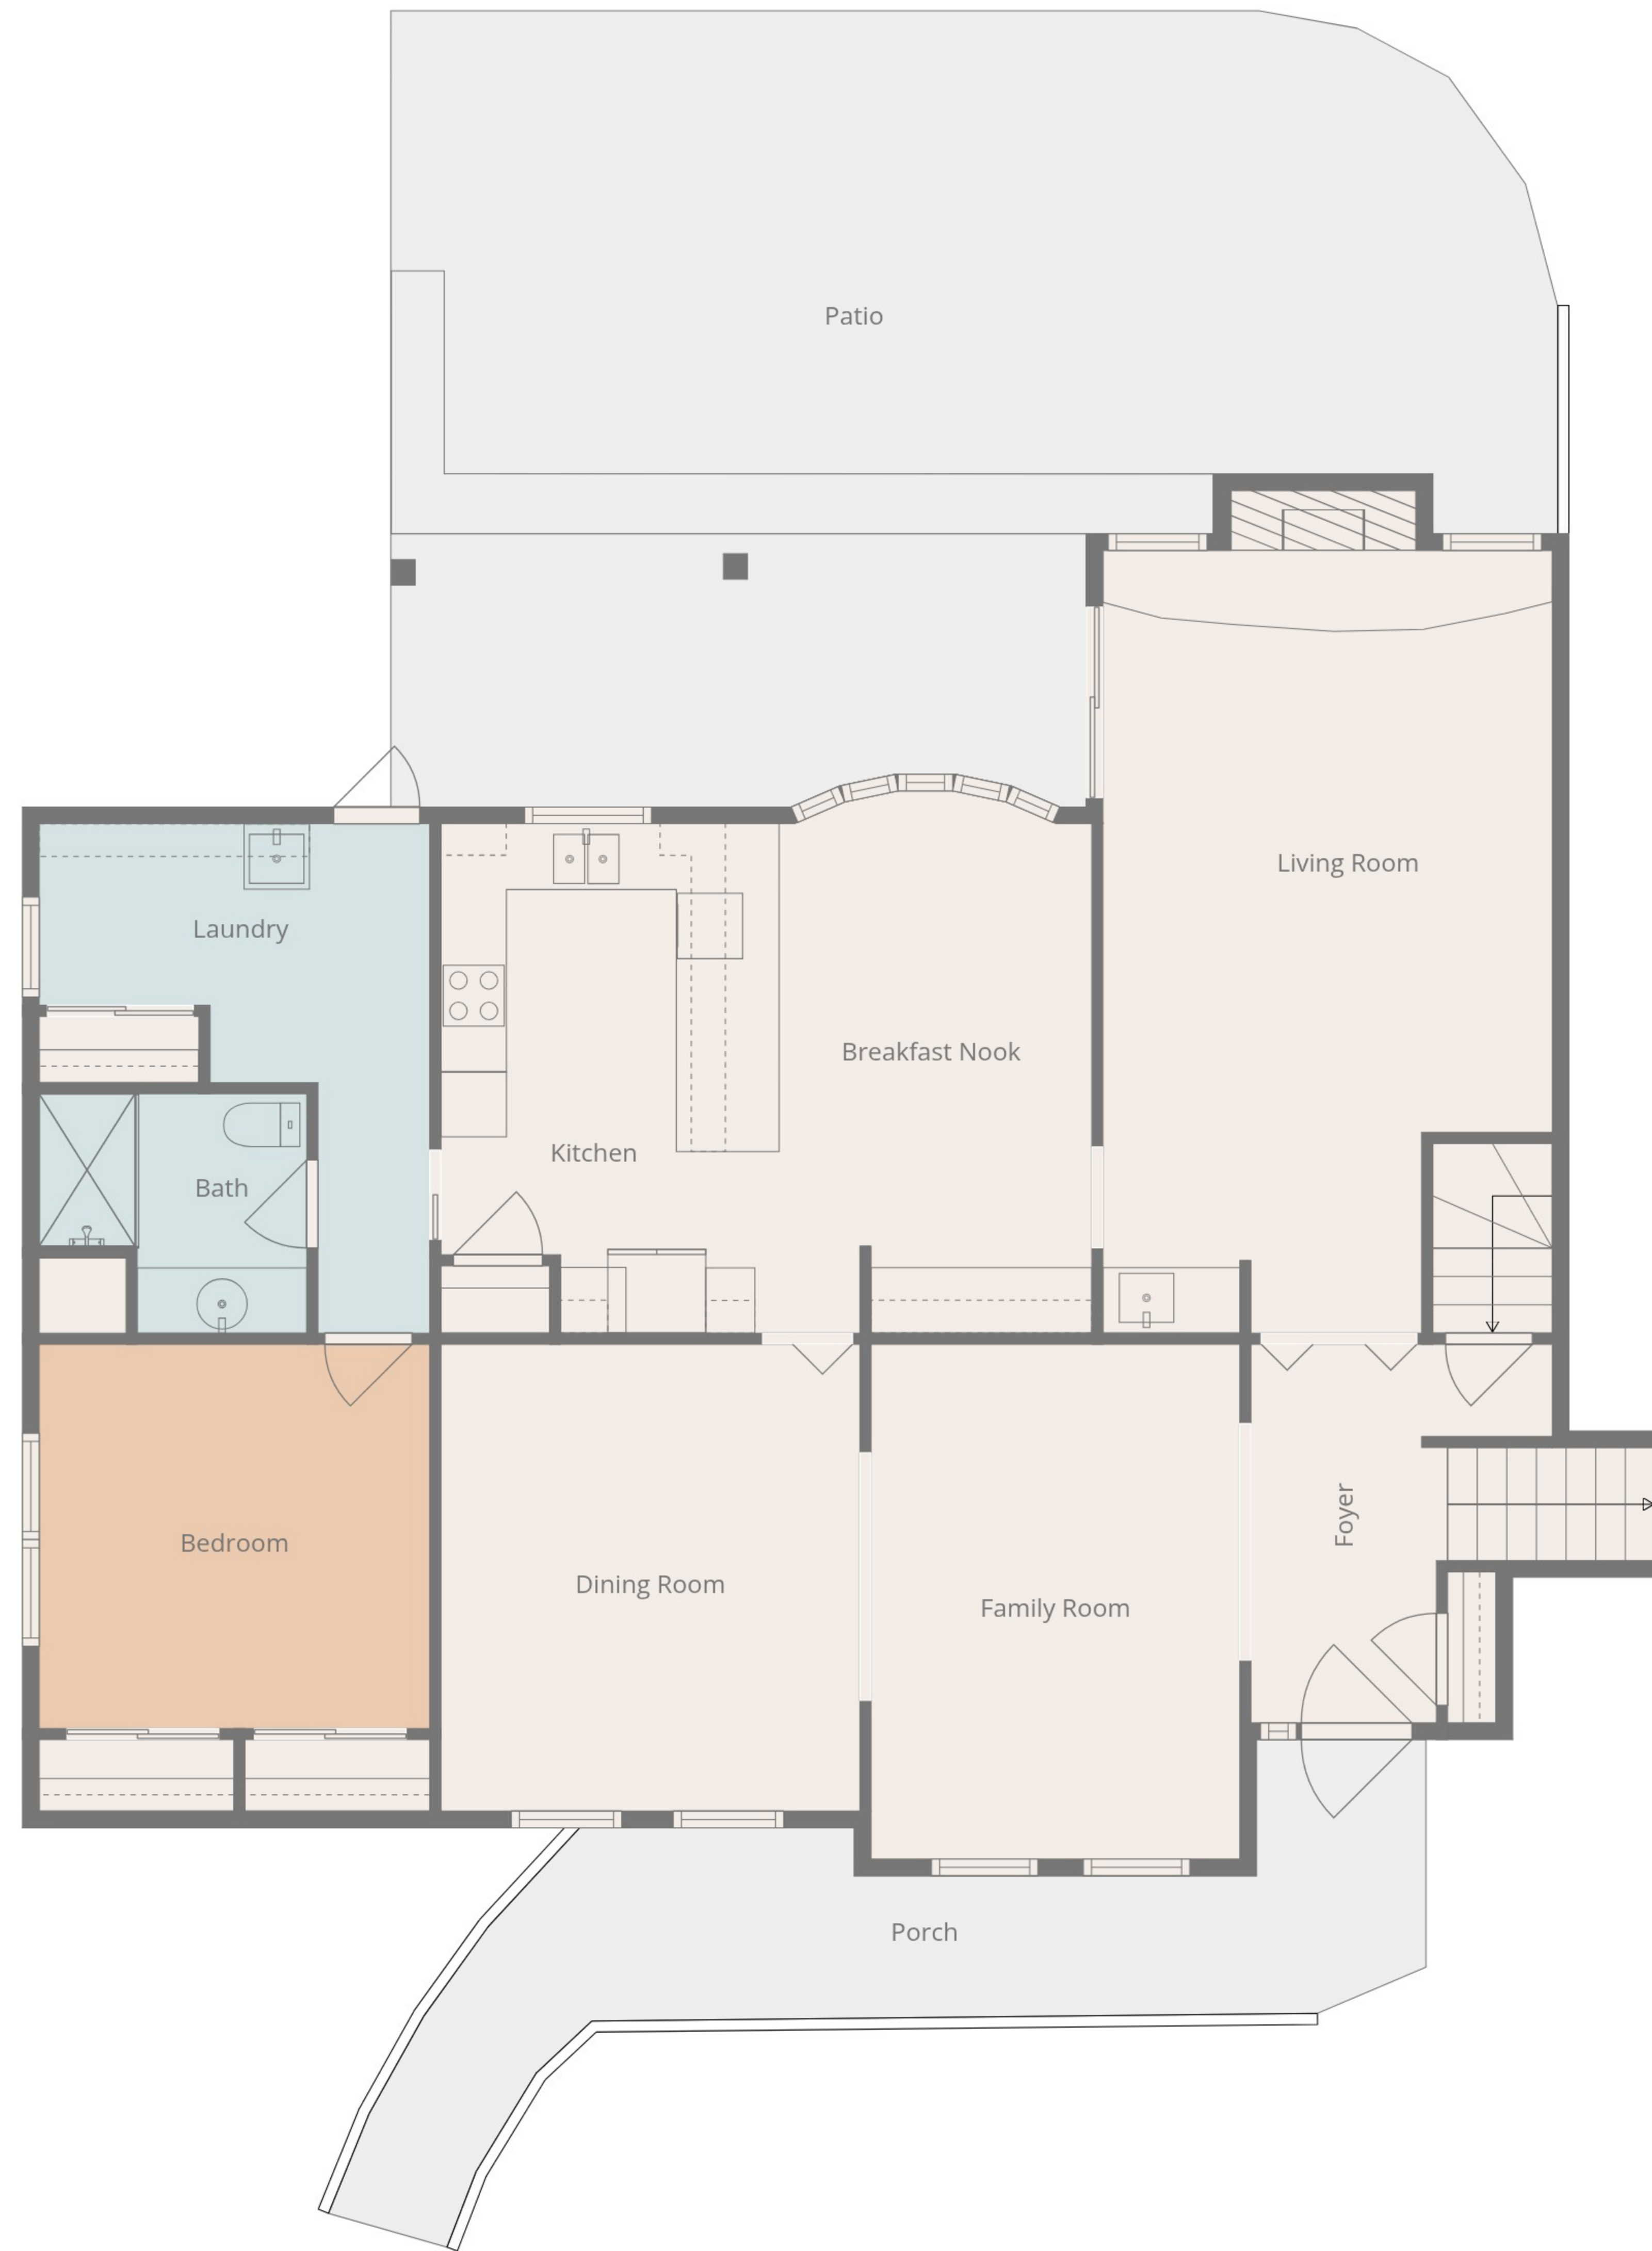 Patio
Living Room
Laundry
Breakfast Nook
Kitchen
Bath
Foyer
Bedroom
Dining Room
Family Room
Porch